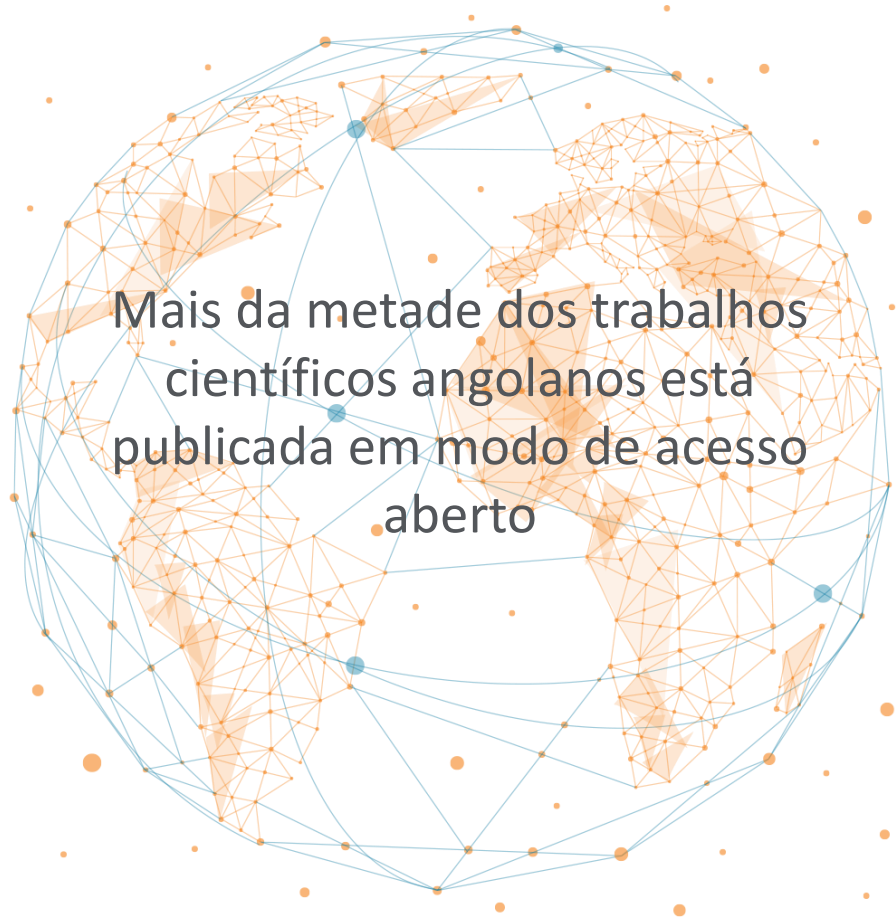 Mais da metade dos trabalhos
científicos angolanos está
publicada em modo de acesso
aberto